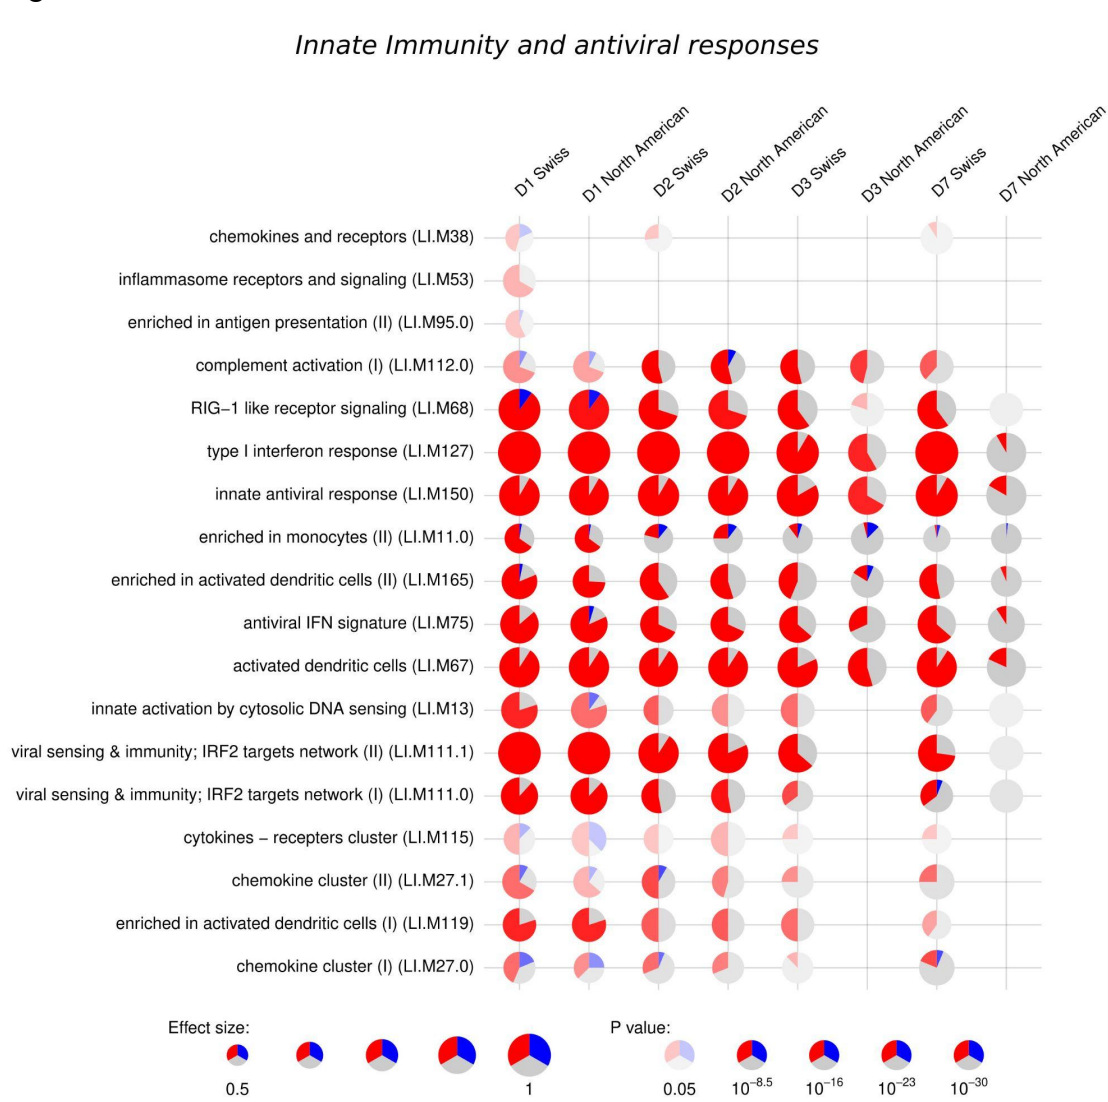 Innate Immunity and antiviral responses
D1 Swiss
D1 North American
D2 Swiss
D2 North American
D3 Swiss
D3 North American
D7 Swiss
D7 North American
chemokines and receptors (LI.M38)
inflammasome receptors and signaling (LI.M53)
enriched in antigen presentation (II) (LI.M95.0)
complement activation (I) (LI.M112.0)
RIG−1 like receptor signaling (LI.M68)
type I interferon response (LI.M127)
innate antiviral response (LI.M150)
enriched in monocytes (II) (LI.M11.0)
enriched in activated dendritic cells (II) (LI.M165)
antiviral IFN signature (LI.M75)
activated dendritic cells (LI.M67)
innate activation by cytosolic DNA sensing (LI.M13)
viral sensing & immunity; IRF2 targets network (II) (LI.M111.1)
viral sensing & immunity; IRF2 targets network (I) (LI.M111.0)
cytokines − recepters cluster (LI.M115)
chemokine cluster (II) (LI.M27.1)
enriched in activated dendritic cells (I) (LI.M119)
chemokine cluster (I) (LI.M27.0)
Effect size: P value:
0.5 1 0.05 10^−8.5 10^−16 10^−23 10^−30